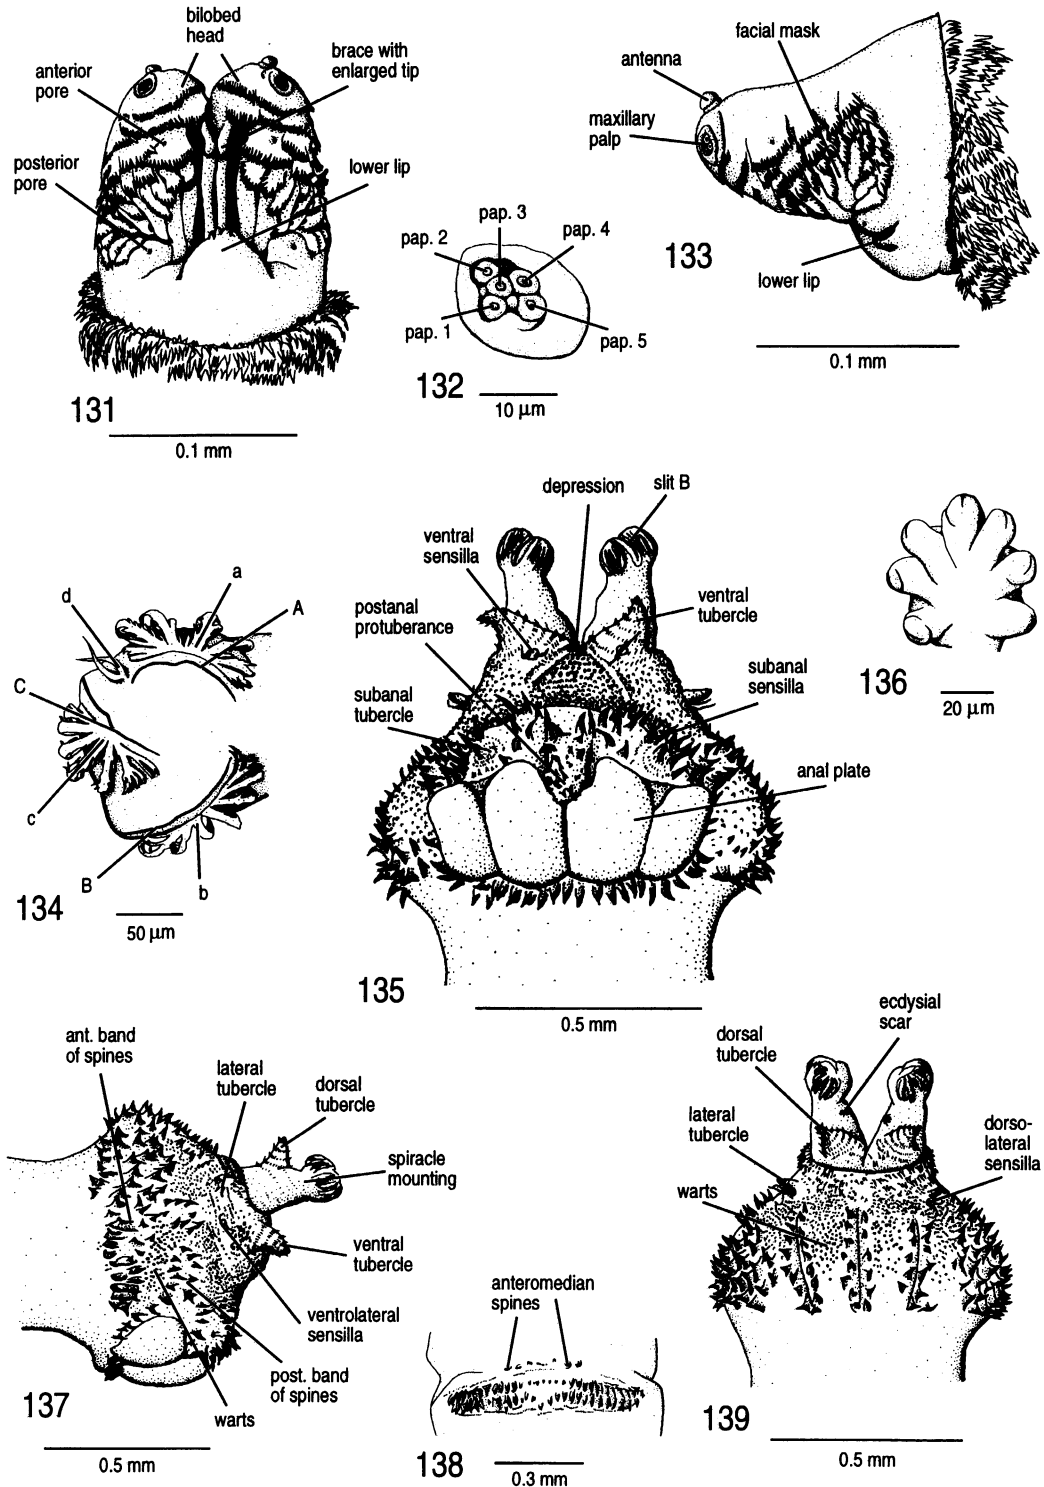 bilobed
head
brace with
enlarged tip
anterior
pore
posterior
pore
lower lip
131
0.1 mm
pap. 3
pap. 2
pap. 4
pap. 1
pap. 5
132
10 µm
facial mask
antenna
maxillary
palp
133
lower lip
0.1 mm
a
d
A
C
c
B
b
134
50 µm
depression
slit B
ventral
sensilla
ventral
tubercle
postanal
protuberance
subanal
sensilla
subanal
tubercle
anal plate
135
0.5 mm
136
20 µm
ant. band
of spines
lateral
tubercle
dorsal
tubercle
spiracle
mounting
ventral
tubercle
ventrolateral
sensilla
post. band
of spines
warts
137
0.5 mm
anteromedian
spines
138
0.3 mm
ecdysial
scar
dorsal
tubercle
lateral
tubercle
dorso-
lateral
sensilla
warts
139
0.5 mm